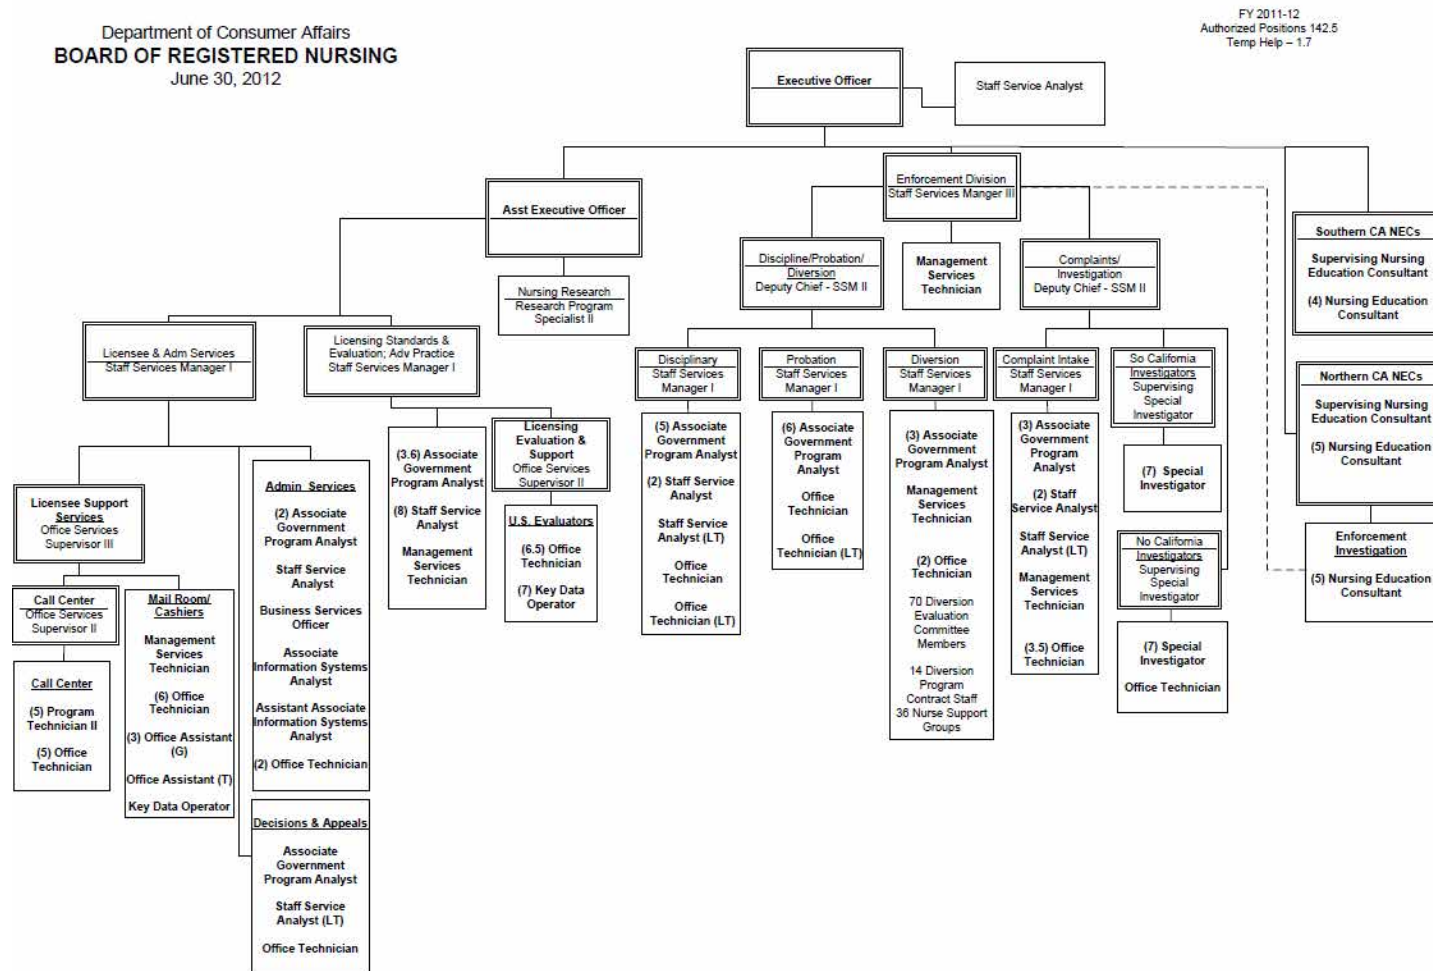 Department of Consumer Affairs
BOARD OF REGISTERED NURSING
June 30, 2012
FY 2011-12
Authorized Positions 142.5
Temp Help – 1.7
Executive Officer
Staff Service Analyst
Asst Executive Officer
Nursing Research
Research Program
Specialist II
Enforcement Division
Staff Services Manger III
Management
Services
Technician
Discipline/Probation/
Diversion
Deputy Chief - SSM II
Complaints/
Investigation
Deputy Chief - SSM II
Southern CA NECs
Supervising Nursing
Education Consultant
(4) Nursing Education
Consultant
Northern CA NECs
Supervising Nursing
Education Consultant
(5) Nursing Education
Consultant
Enforcement
Investigation
(5) Nursing Education
Consultant
Licensee & Adm Services
Staff Services Manager I
Licensing Standards &
Evaluation; Adv Practice
Staff Services Manager I
Disciplinary
Staff Services
Manager I
(5) Associate
Government
Program Analyst
(2) Staff Service
Analyst
Staff Service
Analyst (LT)
Office
Technician
Office
Technician (LT)
Probation
Staff Services
Manager I
(6) Associate
Government
Program
Analyst
Office
Technician
Office
Technician (LT)
Diversion
Staff Services
Manager I
(3) Associate
Government
Program Analyst
Management
Services
Technician
(2) Office
Technician
70 Diversion
Evaluation
Committee
Members
14 Diversion
Program
Contract Staff
36 Nurse Support
Groups
Complaint Intake
Staff Services
Manager I
(3) Associate
Government
Program
Analyst
(2) Staff
Service Analyst
Staff Service
Analyst (LT)
Management
Services
Technician
(3.5) Office
Technician
So California
Investigators
Supervising
Special
Investigator
(7) Special
Investigator
No California
Investigators
Supervising
Special
Investigator
(7) Special
Investigator
Office Technician
(3.6) Associate
Government
Program Analyst
(8) Staff Service
Analyst
Management
Services
Technician
Licensing
Evaluation &
Support
Office Services
Supervisor II
U.S. Evaluators
(6.5) Office
Technician
(7) Key Data
Operator
Licensee Support
Services
Office Services
Supervisor III
Call Center
Office Services
Supervisor II
Call Center
(5) Program
Technician II
(5) Office
Technician
Mail Room/
Cashiers
Management
Services
Technician
(6) Office
Technician
(3) Office Assistant
(G)
Office Assistant (T)
Key Data Operator
Admin Services
(2) Associate
Government
Program Analyst
Staff Service
Analyst
Business Services
Officer
Associate
Information Systems
Analyst
Assistant Associate
Information Systems
Analyst
(2) Office Technician
Decisions & Appeals
Associate
Government
Program Analyst
Staff Service
Analyst (LT)
Office Technician